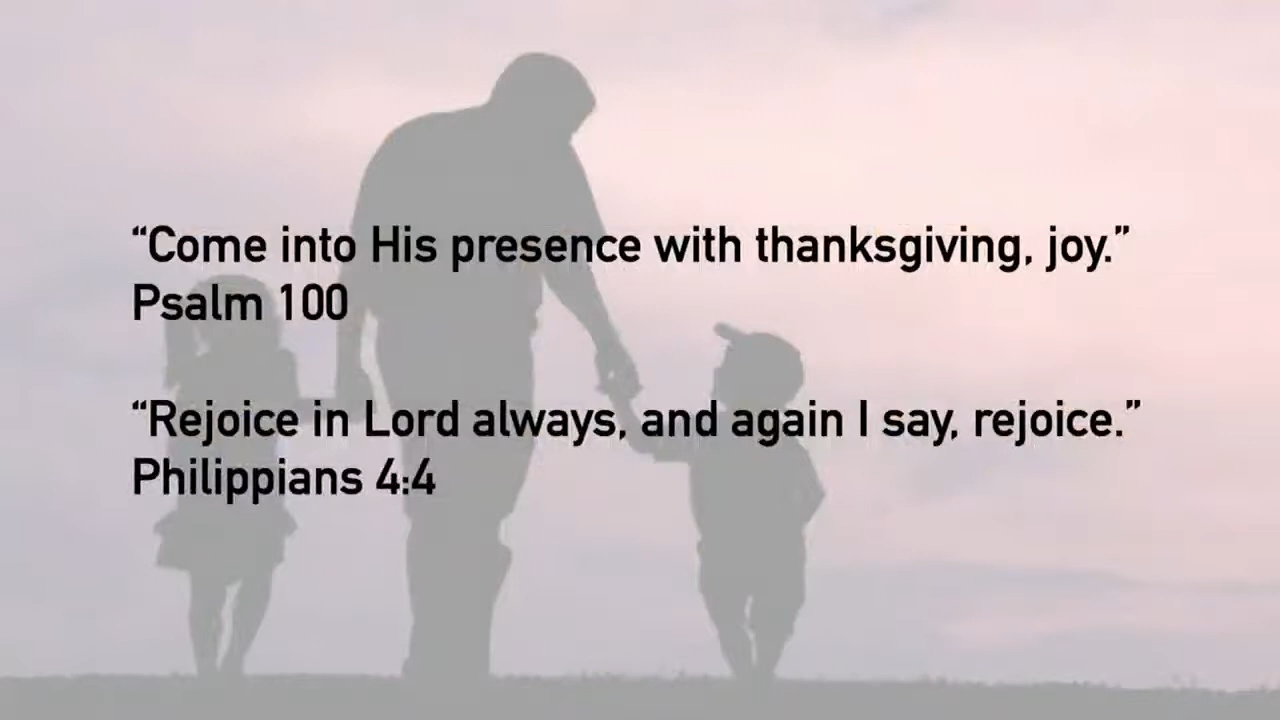 “Come into His presence with thanksgiving, joy.”
Psalm 100
“Rejoice in Lord always, and again I say, rejoice.”
Philippians 4:4